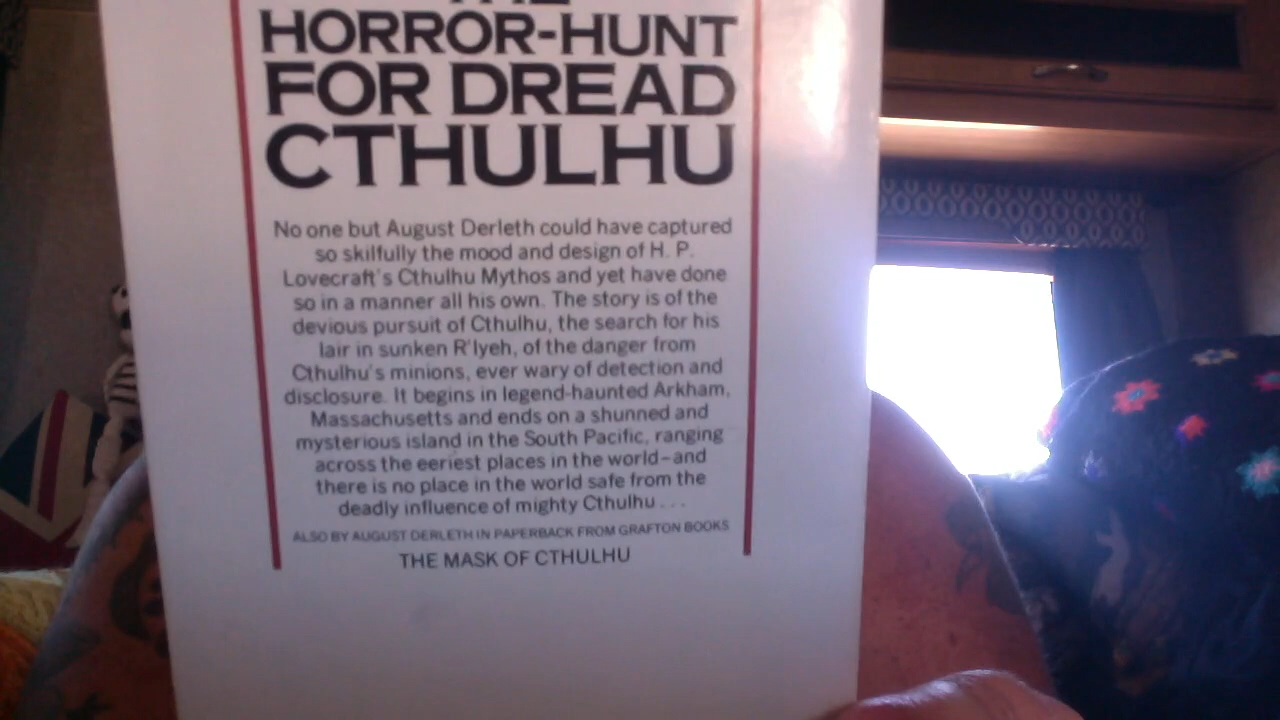 THE
HORROR-HUNT
FOR DREAD
CTHULHU
No one but August Derleth could have captured
so skilfully the mood and design of H. P.
Lovecraft's Cthulhu Mythos and yet have done
so in a manner all his own. The story is of the
devious pursuit of Cthulhu, the search for his
lair in sunken R'lyeh, of the danger from
Cthulhu's minions, ever wary of detection and
disclosure. It begins in legend-haunted Arkham,
Massachusetts and ends on a shunned and
mysterious island in the South Pacific, ranging
across the eeriest places in the world–and
there is no place in the world safe from the
deadly influence of mighty Cthulhu . . .
ALSO BY AUGUST DERLETH IN PAPERBACK FROM GRAFTON BOOKS
THE MASK OF CTHULHU